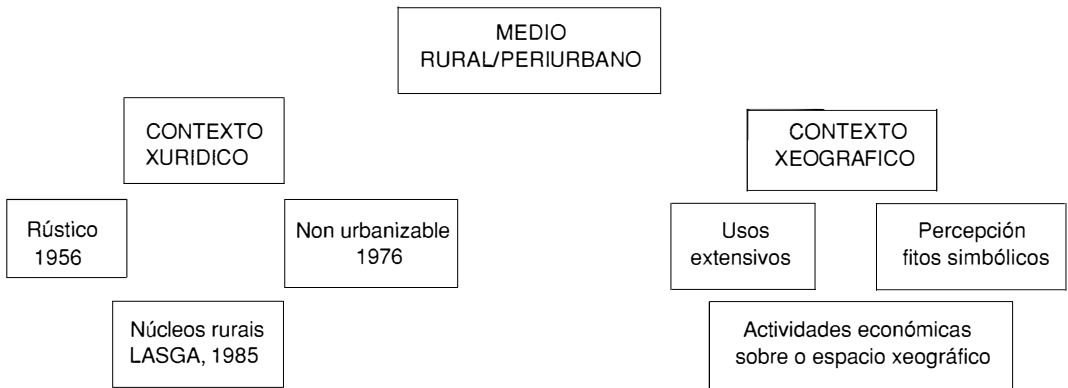 MEDIO
RURAL/PERIURBANO
CONTEXTO
XURIDICO
CONTEXTO
XEOGRAFICO
Rústico
1956
Non urbanizable
1976
Usos
extensivos
Percepción
fitos simbólicos
Núcleos rurais
LASGA, 1985
Actividades económicas
sobre o espacio xeográfico